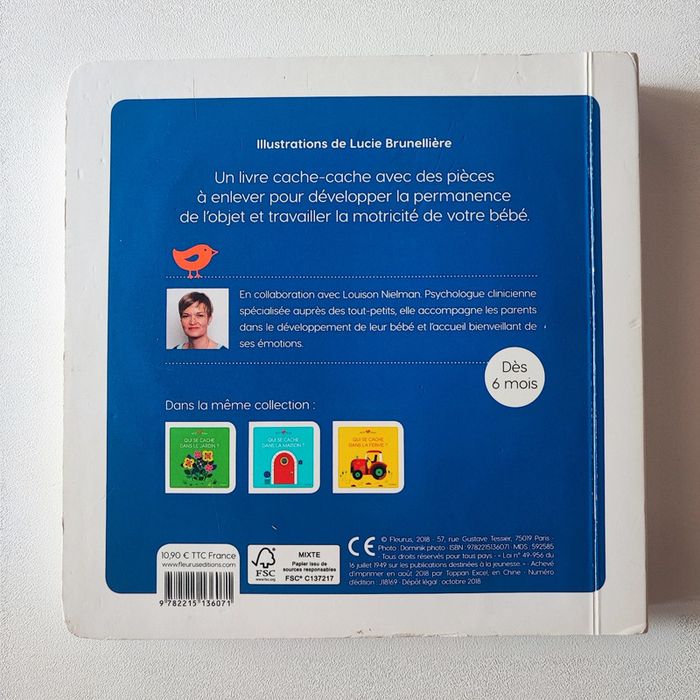 Illustrations de Lucie Brunellière
Un livre cache-cache avec des pièces
à enlever pour développer la permanence
de l'objet et travailler la motricité de votre bébé.
En collaboration avec Louison Nielman. Psychologue clinicienne
spécialisée auprès des tout-petits, elle accompagne les parents
dans le développement de leur bébé et l'accueil bienveillant de
ses émotions.
Dès
6 mois
Dans la même collection :
QUI SE CACHE
DANS LE JARDIN ?
QUI SE CACHE
DANS LA MAISON ?
QUI SE CACHE
DANS LA FERME ?
10,90 € TTC France
www.fleuruseditions.com
9 782215 136071
FSC
www.fsc.org
MIXTE
Papier issu de
sources responsables
FSC® C137217
CE
© Fleurus, 2018 · 57, rue Gustave Tessier, 75019 Paris ·
Photo : Dominik photo · ISBN : 9782215136071 · MDS : 592585
· Tous droits réservés pour tous pays · « Loi n° 49-956 du
16 juillet 1949 sur les publications destinées à la jeunesse » · Achevé
d'imprimer en août 2018 par Toppan Excel, en Chine · Numéro
d'édition : J18169 · Dépôt légal : octobre 2018